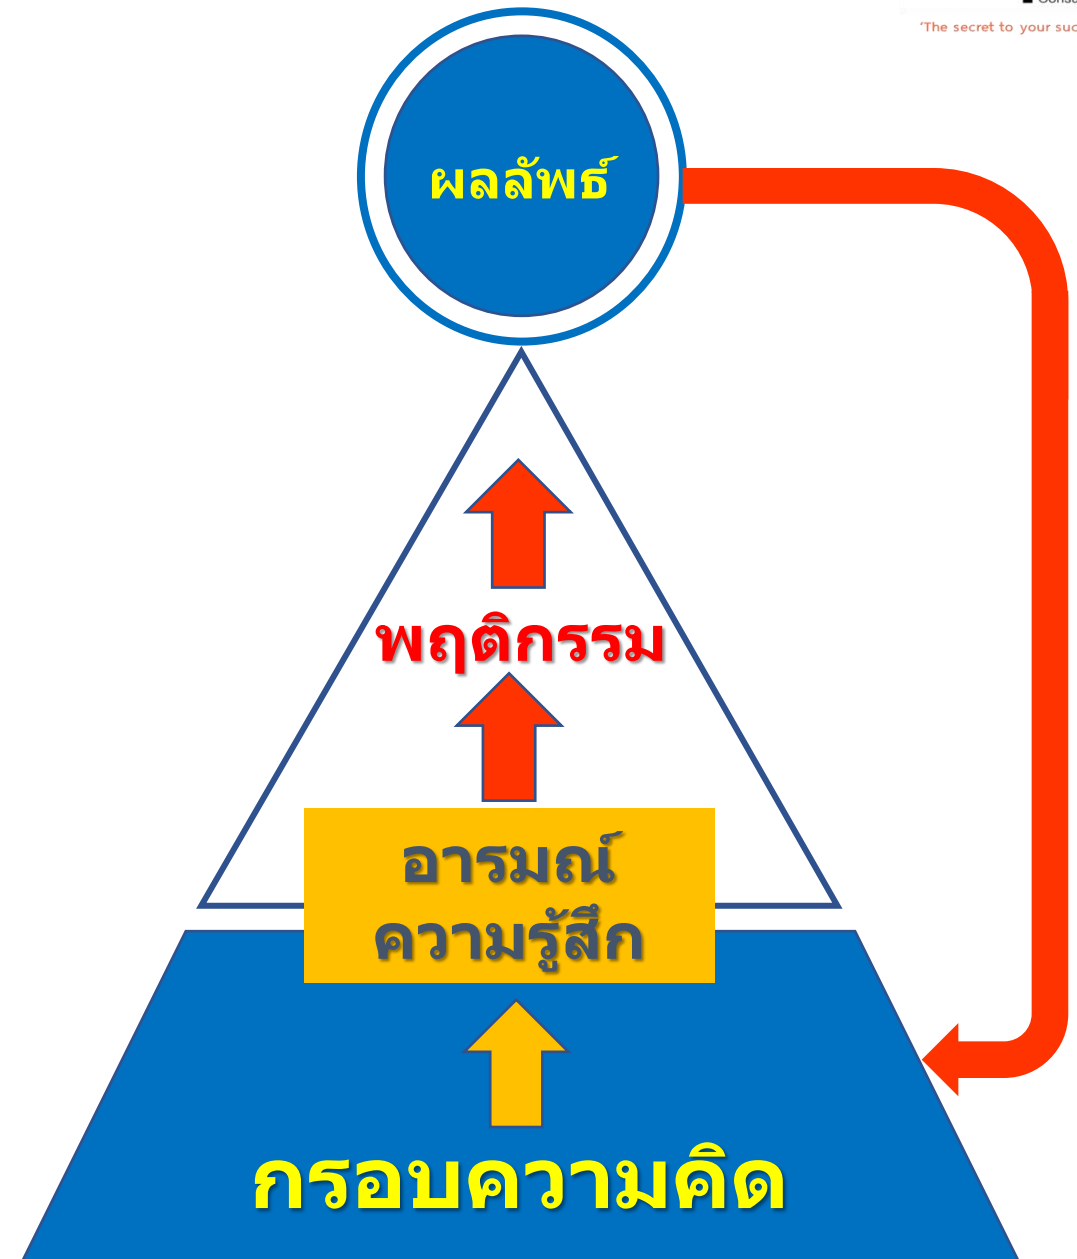 'The secret to your suc
ผลลัพธ์
พฤติกรรม
อารมณ์
ความรู้สึก
กรอบความคิด